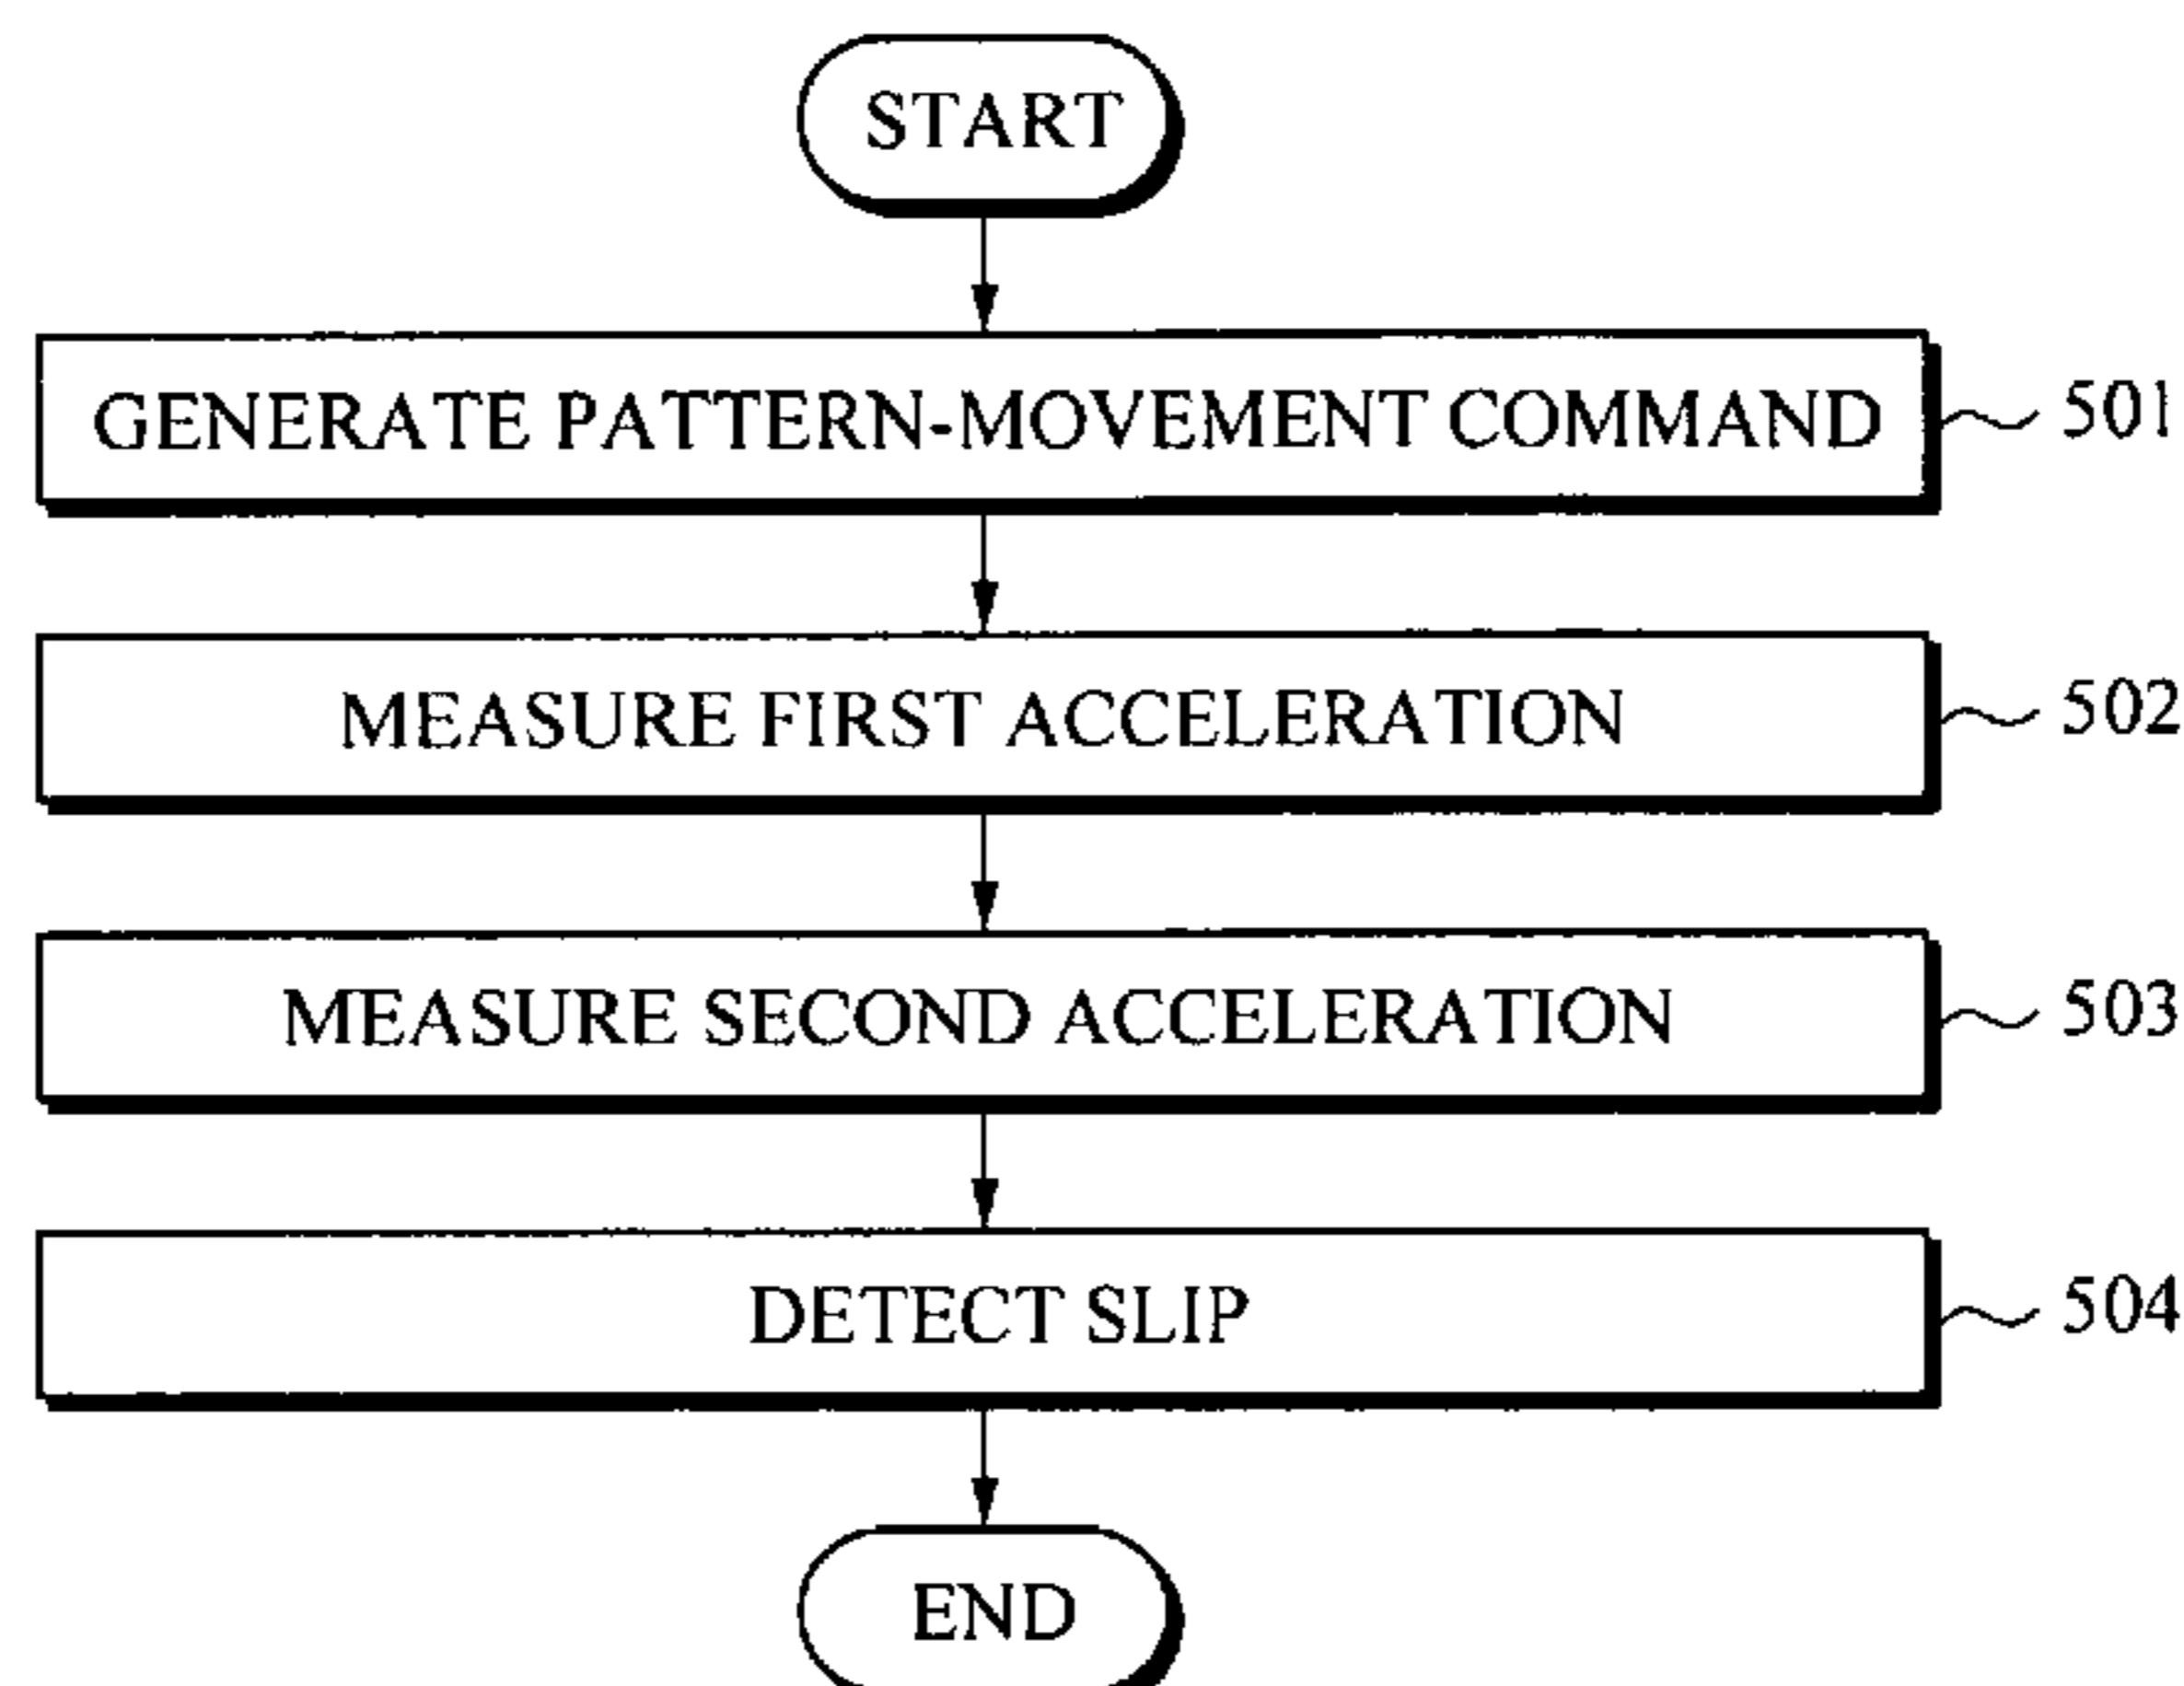 START
GENERATE PATTERN-MOVEMENT COMMAND
501
MEASURE FIRST ACCELERATION
502
MEASURE SECOND ACCELERATION
503
DETECT SLIP
504
END